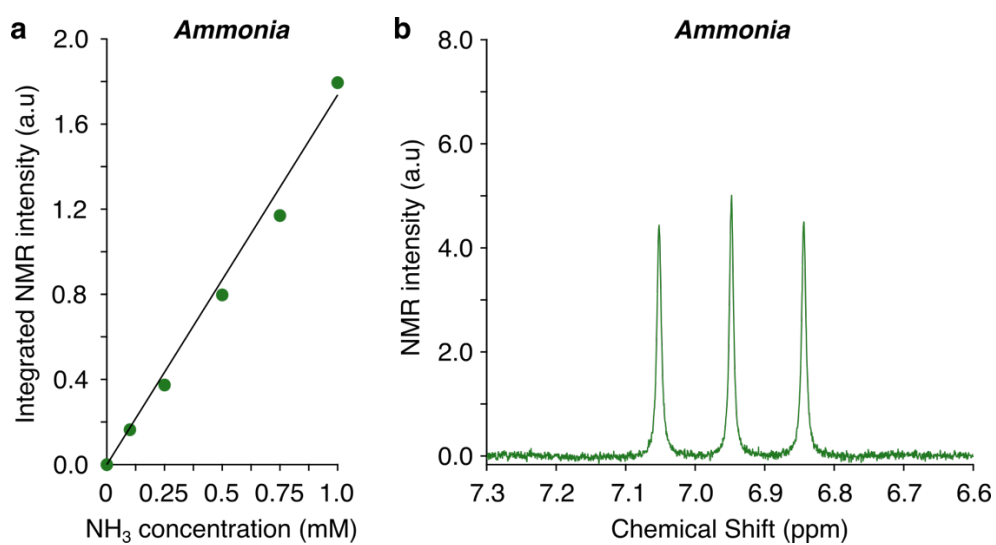 a
Ammonia
Integrated NMR intensity (a.u)
2.0
1.6
1.2
0.8
0.4
0.0
0 0.25 0.50 0.75 1.0
NH₃ concentration (mM)
b
Ammonia
NMR intensity (a.u)
8.0
6.0
4.0
2.0
0.0
7.3 7.2 7.1 7.0 6.9 6.8 6.7 6.6
Chemical Shift (ppm)